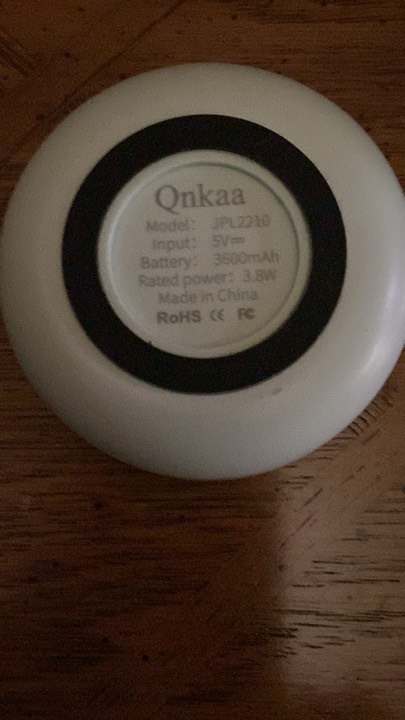 Qnkaa
Model: JPL2210
Input: 5V⎓
Battery: 3600mAh
Rated power: 3.8W
Made in China
RoHS CE FC